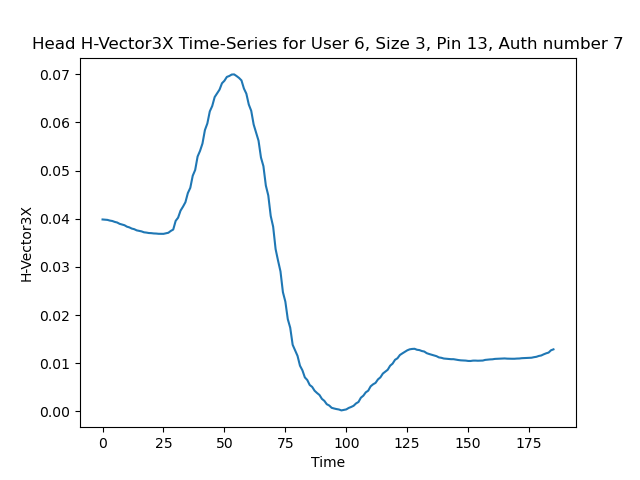 Head H-Vector3X Time-Series for User 6, Size 3, Pin 13, Auth number 7
0.07
0.06
0.05
0.04
0.03
0.02
0.01
0.00
H-Vector3X
0 25 50 75 100 125 150 175
Time